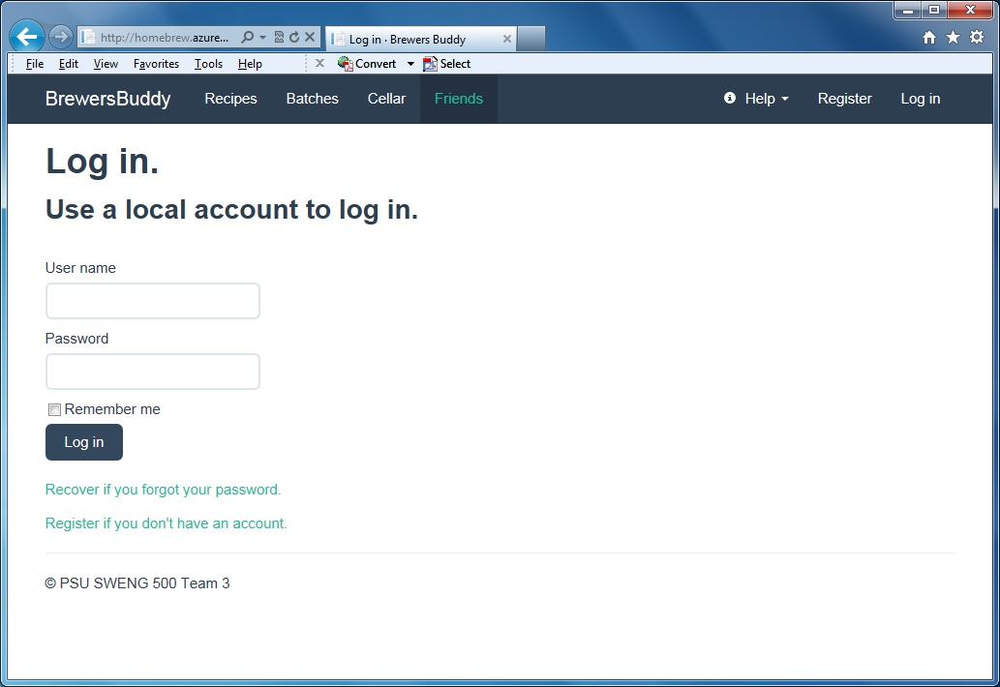 http://homebrew.azure...
Log in · Brewers Buddy
File Edit View Favorites Tools Help
Convert Select
BrewersBuddy Recipes Batches Cellar Friends Help Register Log in
Log in.
Use a local account to log in.
User name
Password
Remember me
Log in
Recover if you forgot your password.
Register if you don't have an account.
© PSU SWENG 500 Team 3